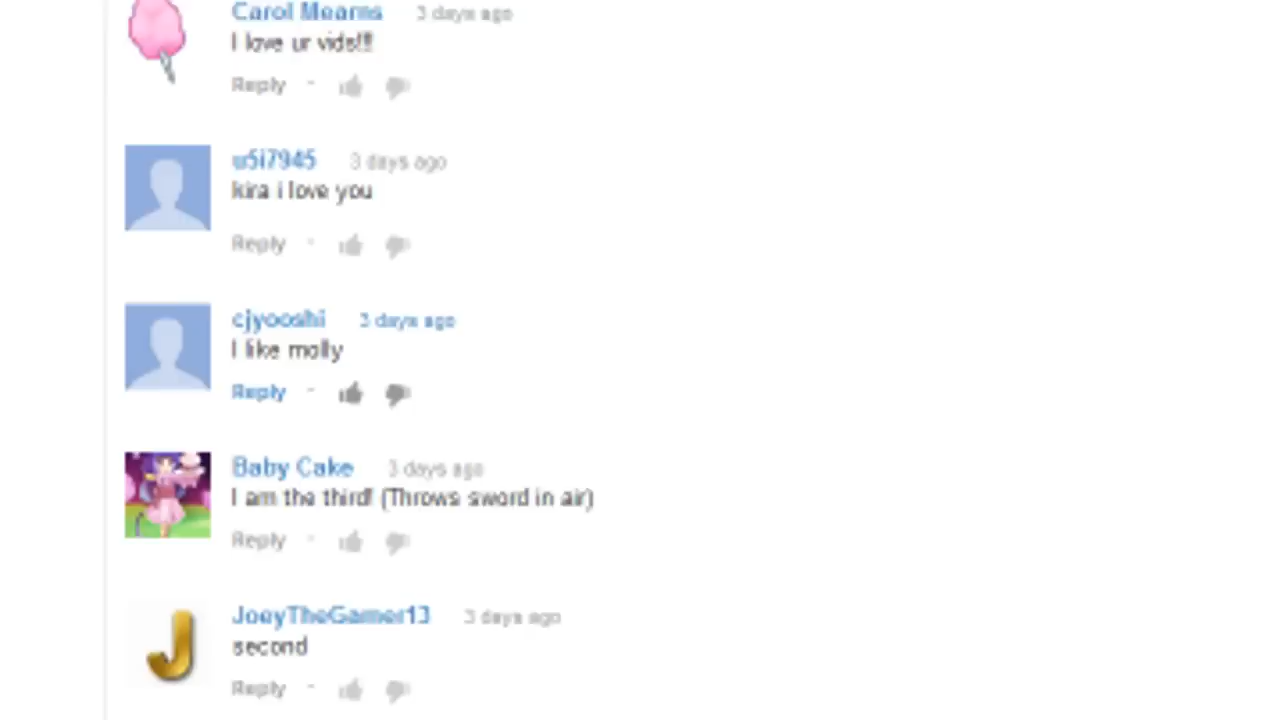 Carol Mearns 3 days ago
I love ur vids!!!
Reply
u5i7945 3 days ago
kira i love you
Reply
cjyooshi 3 days ago
I like molly
Reply
Baby Cake 3 days ago
I am the third! (Throws sword in air)
Reply
JoeyTheGamer13 3 days ago
second
Reply